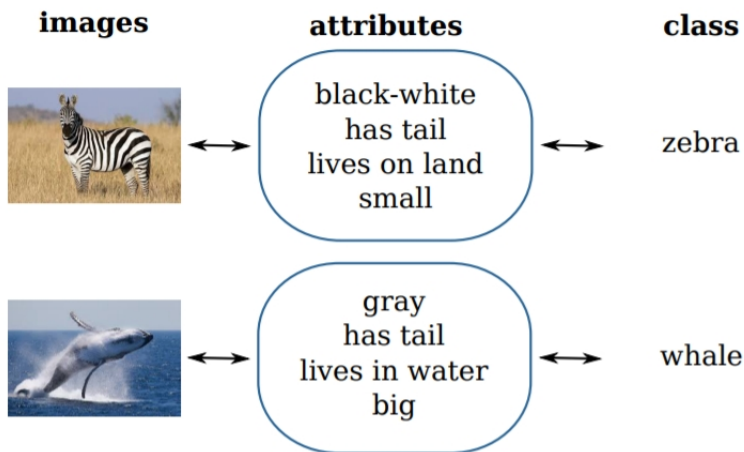 images attributes class
black-white
has tail
lives on land
small
zebra
gray
has tail
lives in water
big
whale